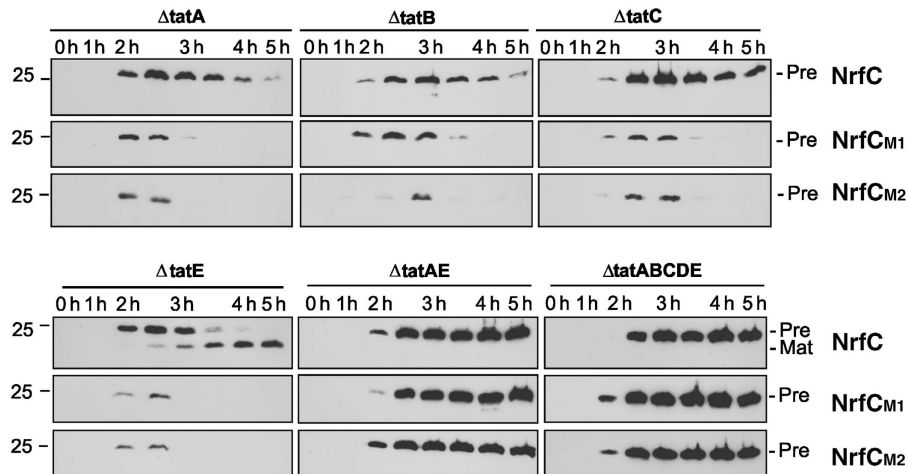 ΔtatA ΔtatB ΔtatC
0h 1h 2h 3h 4h 5h 0h 1h 2h 3h 4h 5h 0h 1h 2h 3h 4h 5h
25 -Pre NrfC
25 -Pre NrfCM1
25 -Pre NrfCM2
ΔtatE ΔtatAE ΔtatABCDE
0h 1h 2h 3h 4h 5h 0h 1h 2h 3h 4h 5h 0h 1h 2h 3h 4h 5h
25 -Pre
-Mat NrfC
25 -Pre NrfCM1
25 -Pre NrfCM2